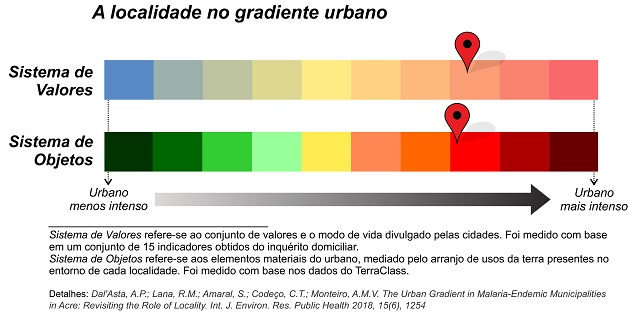 A localidade no gradiente urbano
Sistema de
Valores
Sistema de
Objetos
Urbano
menos intenso
Urbano
mais intenso
Sistema de Valores refere-se ao conjunto de valores e o modo de vida divulgado pelas cidades. Foi medido com base
em um conjunto de 15 indicadores obtidos do inquérito domiciliar.
Sistema de Objetos refere-se aos elementos materiais do urbano, mediado pelo arranjo de usos da terra presentes no
entorno de cada localidade. Foi medido com base nos dados do TerraClass.
Detalhes: Dal'Asta, A.P.; Lana, R.M.; Amaral, S.; Codeço, C.T.; Monteiro, A.M.V. The Urban Gradient in Malaria-Endemic Municipalities
in Acre: Revisiting the Role of Locality. Int. J. Environ. Res. Public Health 2018, 15(6), 1254